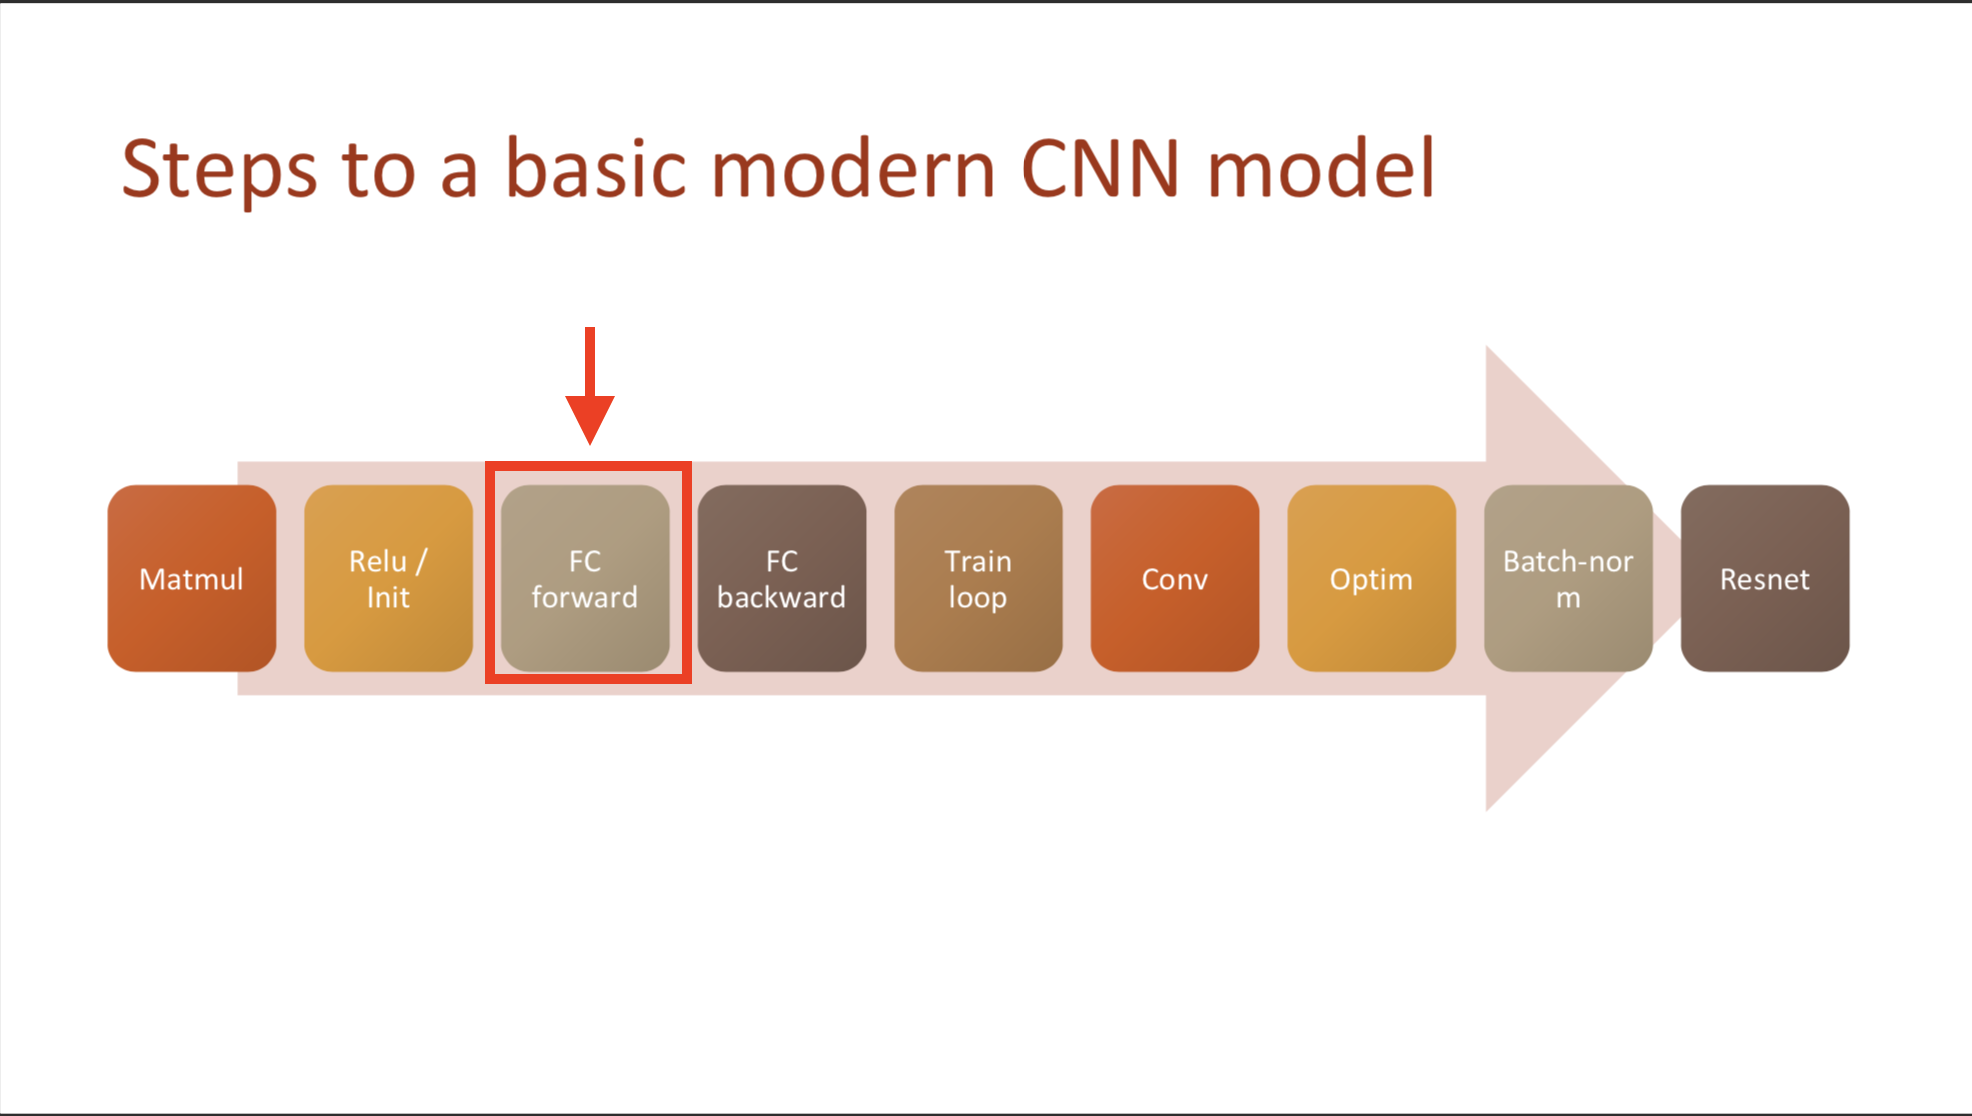 Steps to a basic modern CNN model
Matmul
Relu /
Init
FC
forward
FC
backward
Train
loop
Conv
Optim
Batch-nor
m
Resnet